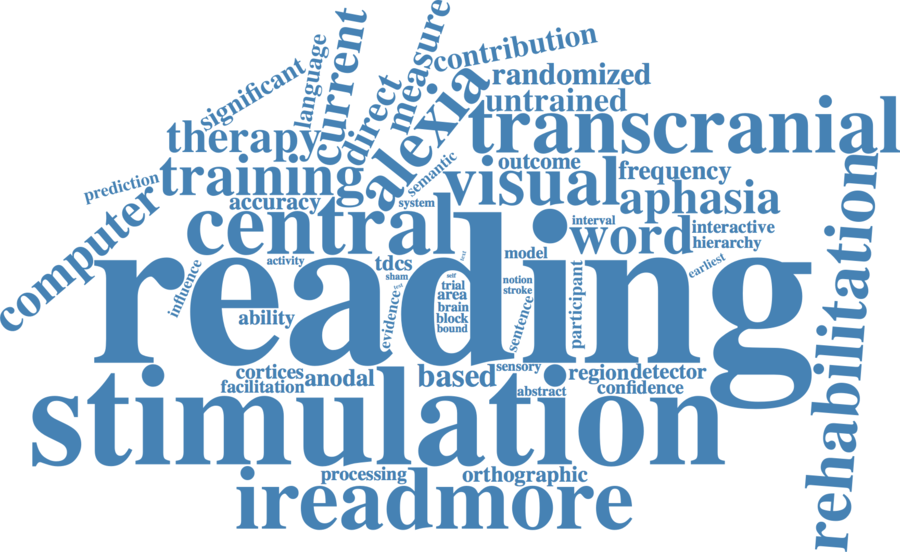 contribution
measure
current
language
significant
direct
alexia
randomized
untrained
transcranial
therapy
training
semantic
outcome
visual
frequency
aphasia
prediction
computer
accuracy
system
central
interval
word
interactive
hierarchy
rehabilitation
reading
influence
activity
tdcs
sham
test
test
model
earliest
ability
evidence
wtf
trial
area
brain
block
bound
notion
stroke
sentence
participant
cortices
facilitation
anodal
based
sensory
abstract
region
detector
confidence
stimulation
processing
orthographic
ireadmore